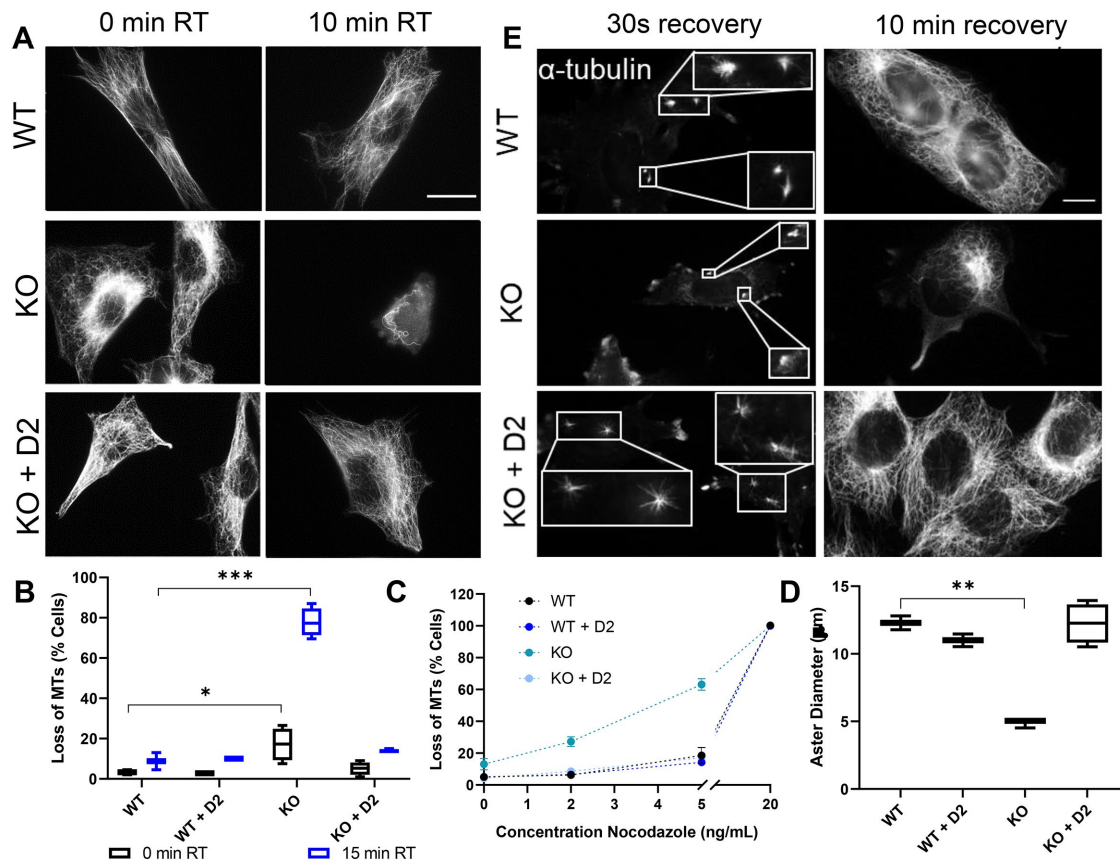 A
0 min RT
10 min RT
WT
KO
KO + D2
E
30s recovery
10 min recovery
α-tubulin
WT
KO
KO + D2
B
Loss of MTs (% Cells)
100
80
60
40
20
0
***
*
WT
WT + D2
KO
KO + D2
0 min RT
15 min RT
C
Loss of MTs (% Cells)
120
100
80
60
40
20
0
WT
WT + D2
KO
KO + D2
0
1
2
3
4
5
20
Concentration Nocodazole (ng/mL)
D
15
10
5
0
**
WT
WT + D2
KO
KO + D2
Aster Diameter